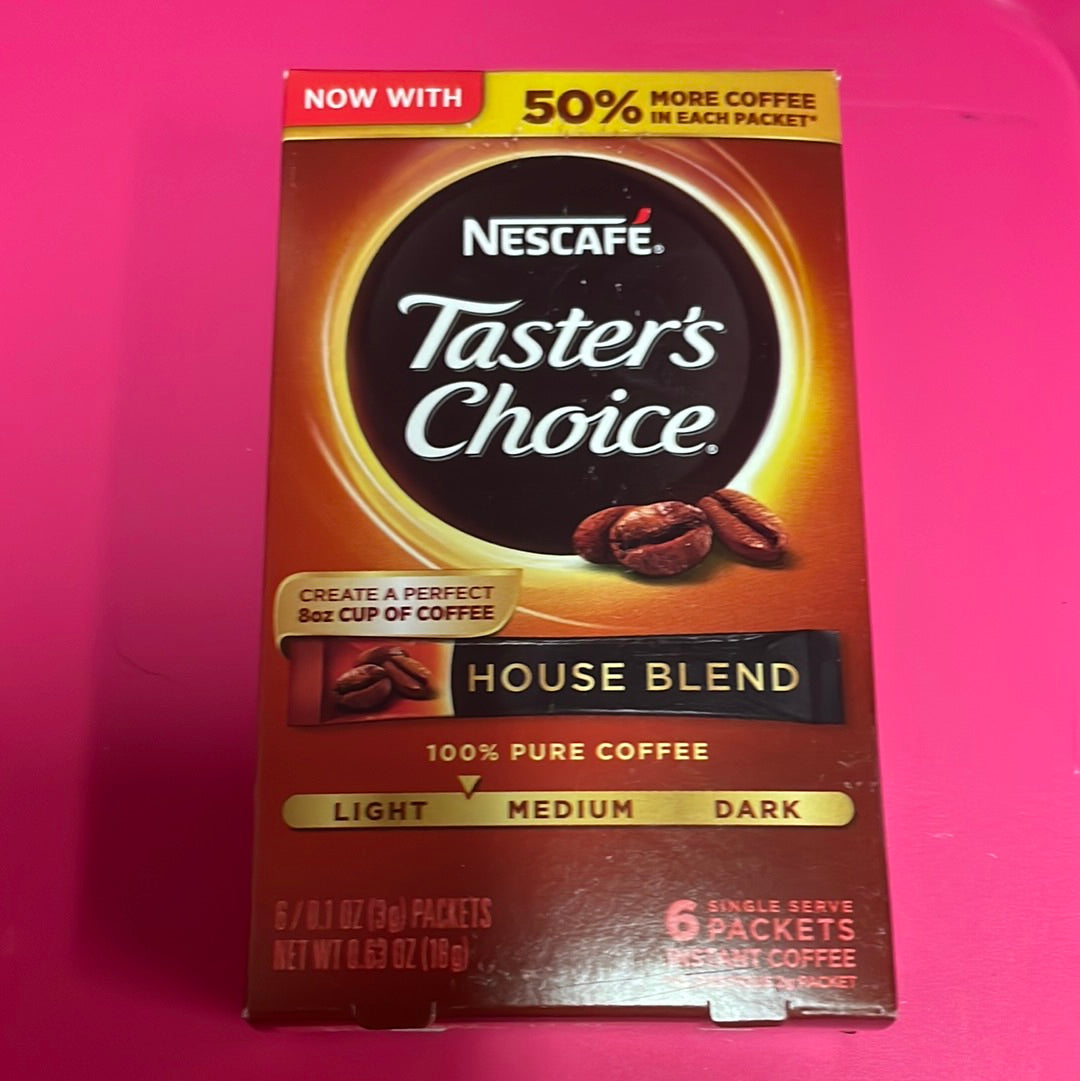 NOW WITH
50% MORE COFFEE
IN EACH PACKET*
NESCAFÉ®
Taster's
Choice®
CREATE A PERFECT
8oz CUP OF COFFEE
HOUSE BLEND
100% PURE COFFEE
LIGHT MEDIUM DARK
6/0.1 OZ (3g) PACKETS
NET WT 0.63 OZ (18g)
6 SINGLE SERVE
PACKETS
INSTANT COFFEE
2g PACKET